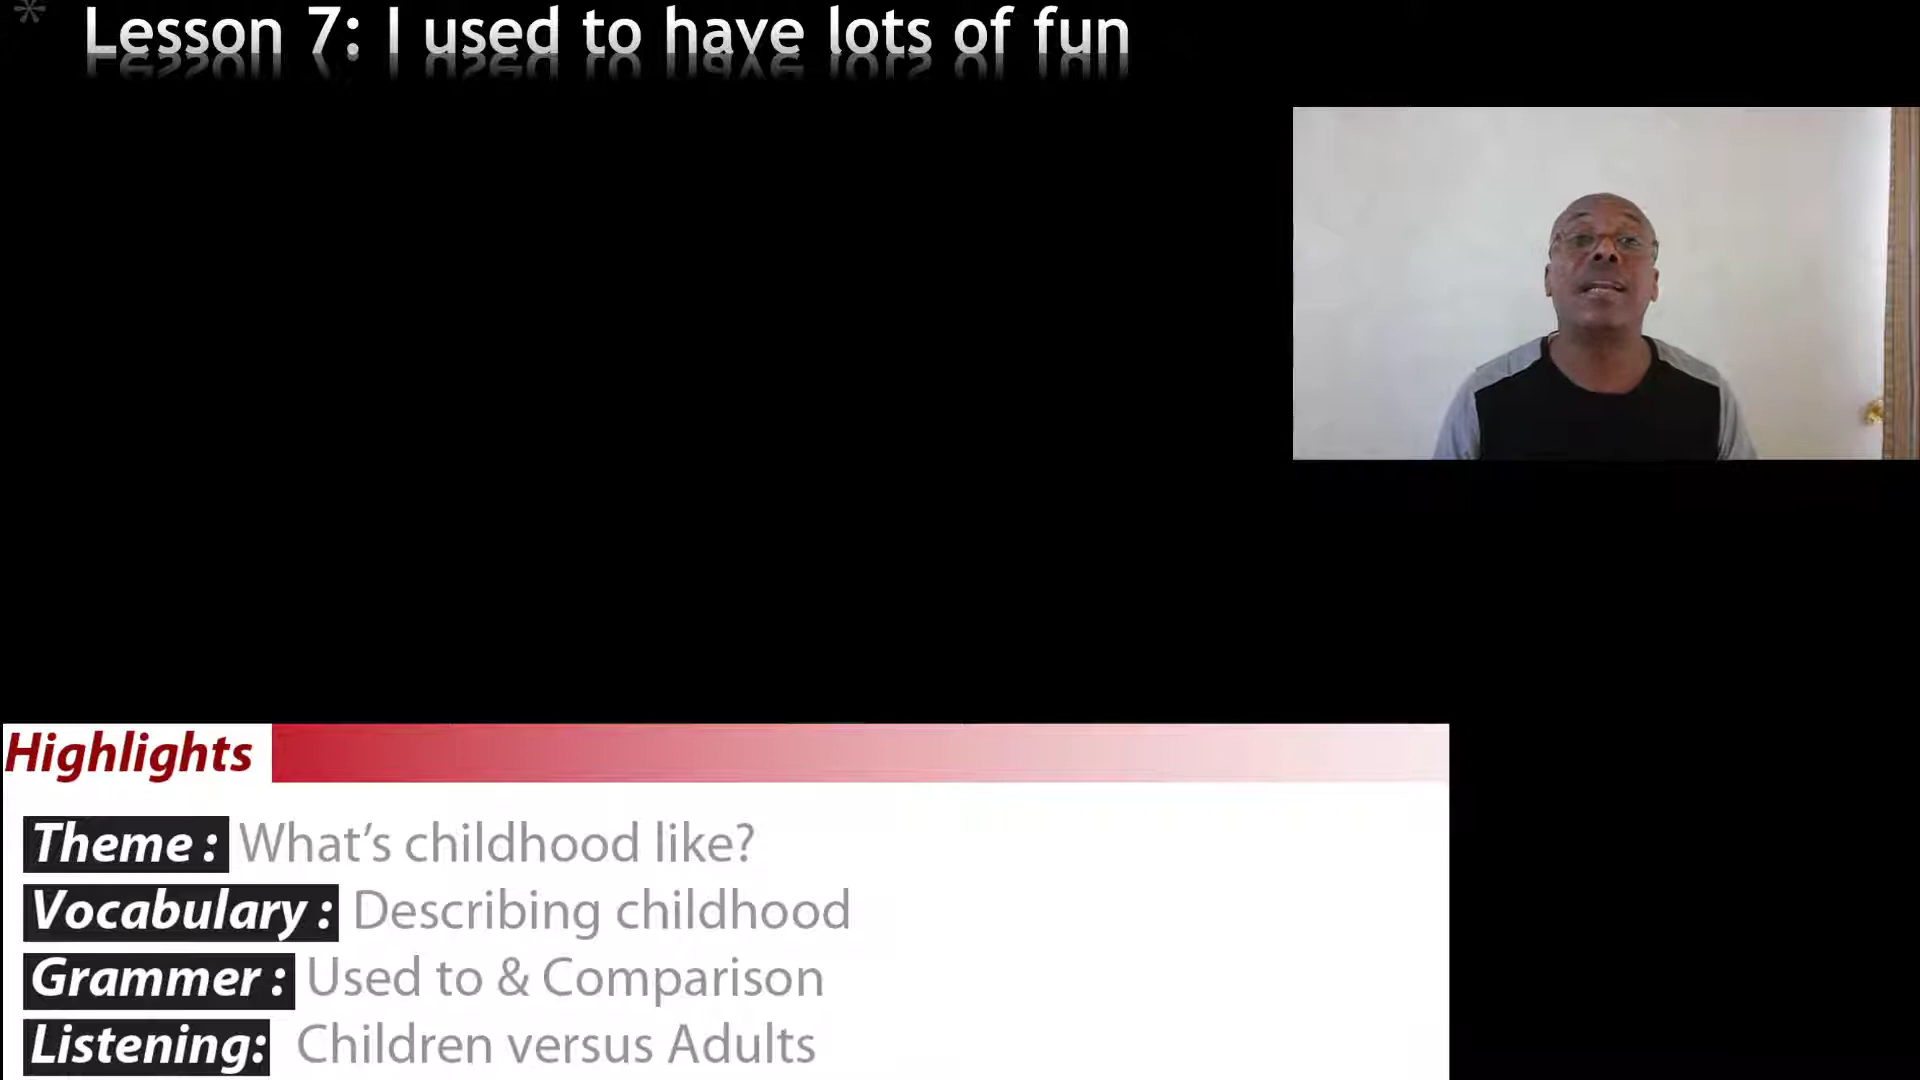 * Lesson 7: I used to have lots of fun
Highlights
Theme : What's childhood like?
Vocabulary : Describing childhood
Grammer : Used to & Comparison
Listening: Children versus Adults